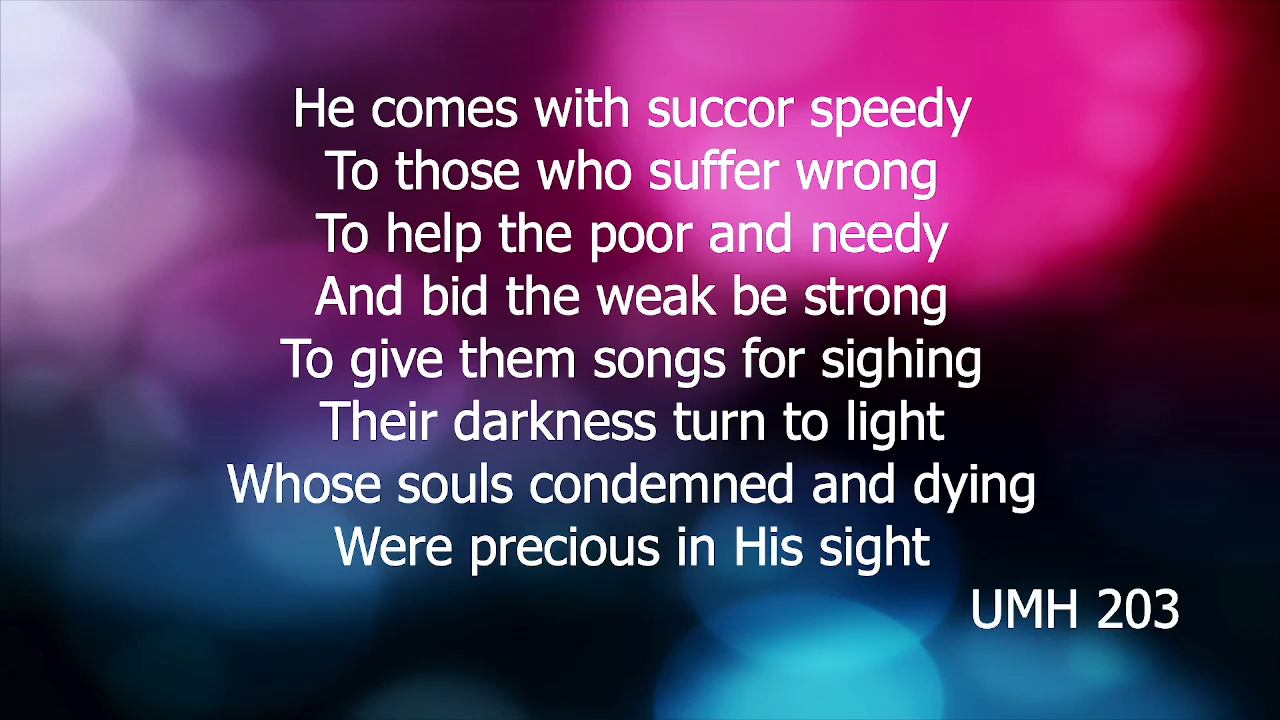 He comes with succor speedy
To those who suffer wrong
To help the poor and needy
And bid the weak be strong
To give them songs for sighing
Their darkness turn to light
Whose souls condemned and dying
Were precious in His sight
UMH 203